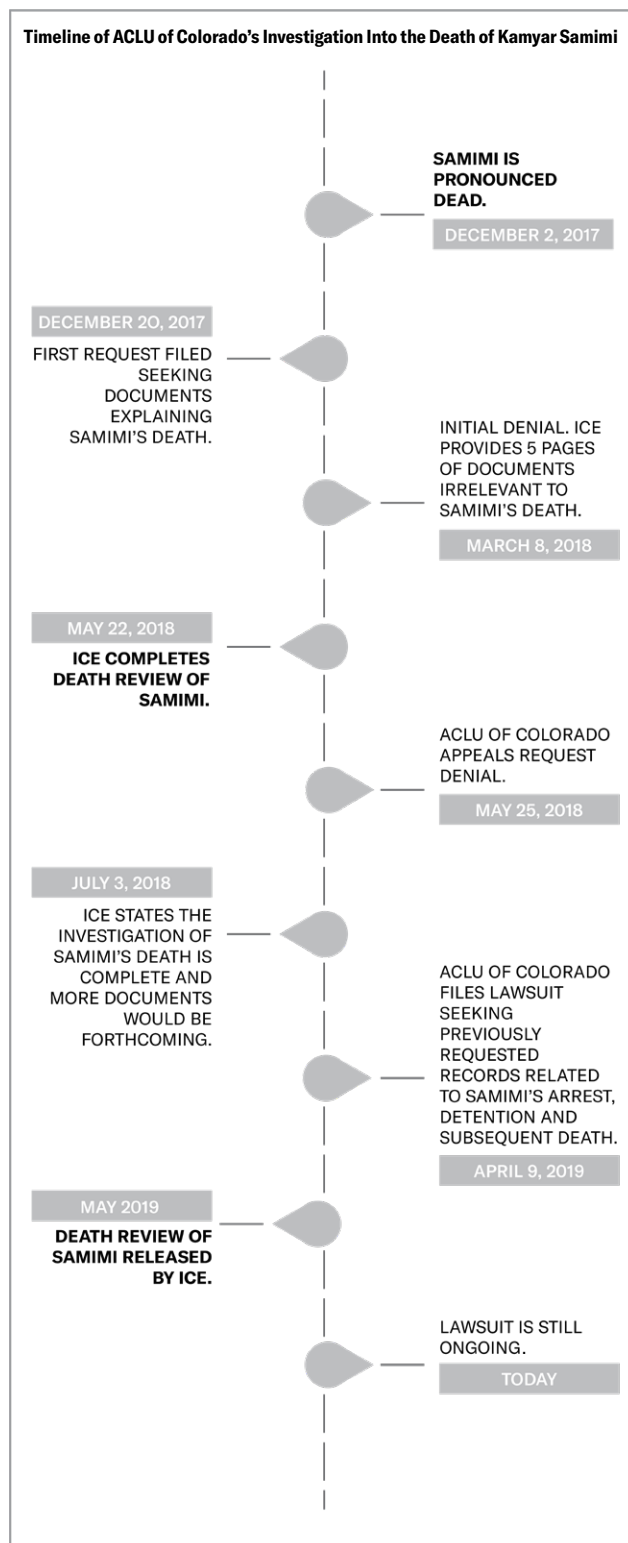 Timeline of ACLU of Colorado's Investigation Into the Death of Kamyar Samimi
SAMIMI IS
PRONOUNCED
DEAD.
DECEMBER 2, 2017
DECEMBER 20, 2017
FIRST REQUEST FILED
SEEKING
DOCUMENTS
EXPLAINING
SAMIMI'S DEATH.
INITIAL DENIAL. ICE
PROVIDES 5 PAGES
OF DOCUMENTS
IRRELEVANT TO
SAMIMI'S DEATH.
MARCH 8, 2018
MAY 22, 2018
ICE COMPLETES
DEATH REVIEW OF
SAMIMI.
ACLU OF COLORADO
APPEALS REQUEST
DENIAL.
MAY 25, 2018
JULY 3, 2018
ICE STATES THE
INVESTIGATION OF
SAMIMI'S DEATH IS
COMPLETE AND
MORE DOCUMENTS
WOULD BE
FORTHCOMING.
ACLU OF COLORADO
FILES LAWSUIT
SEEKING
PREVIOUSLY
REQUESTED
RECORDS RELATED
TO SAMIMI'S ARREST,
DETENTION AND
SUBSEQUENT DEATH.
APRIL 9, 2019
MAY 2019
DEATH REVIEW OF
SAMIMI RELEASED
BY ICE.
LAWSUIT IS STILL
ONGOING.
TODAY